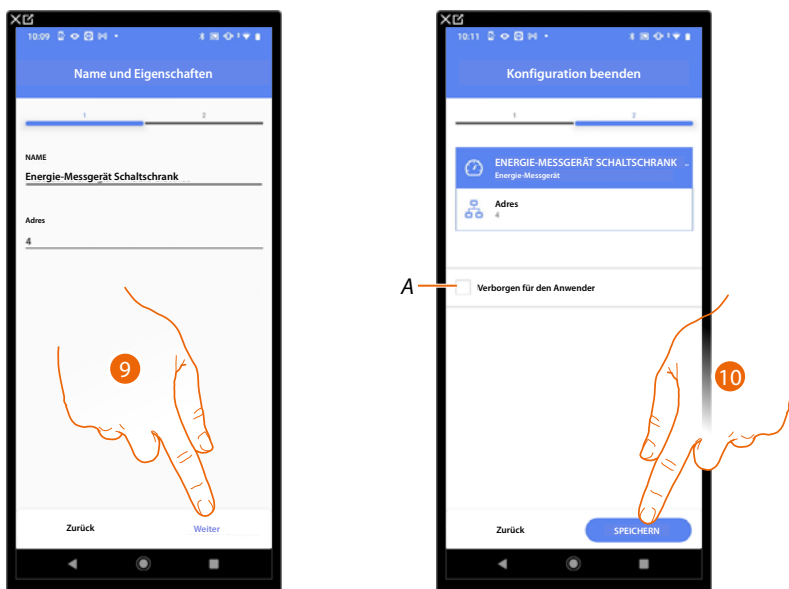 10:09
Name und Eigenschaften
1 2
NAME
Energie-Messgerät Schaltschrank
Adres
4
9
Zurück Weiter
10:11
Konfiguration beenden
1 2
ENERGIE-MESSGERÄT SCHALTSCHRANK
Energie-Messgerät
Adres
4
A
Verborgen für den Anwender
10
Zurück SPEICHERN